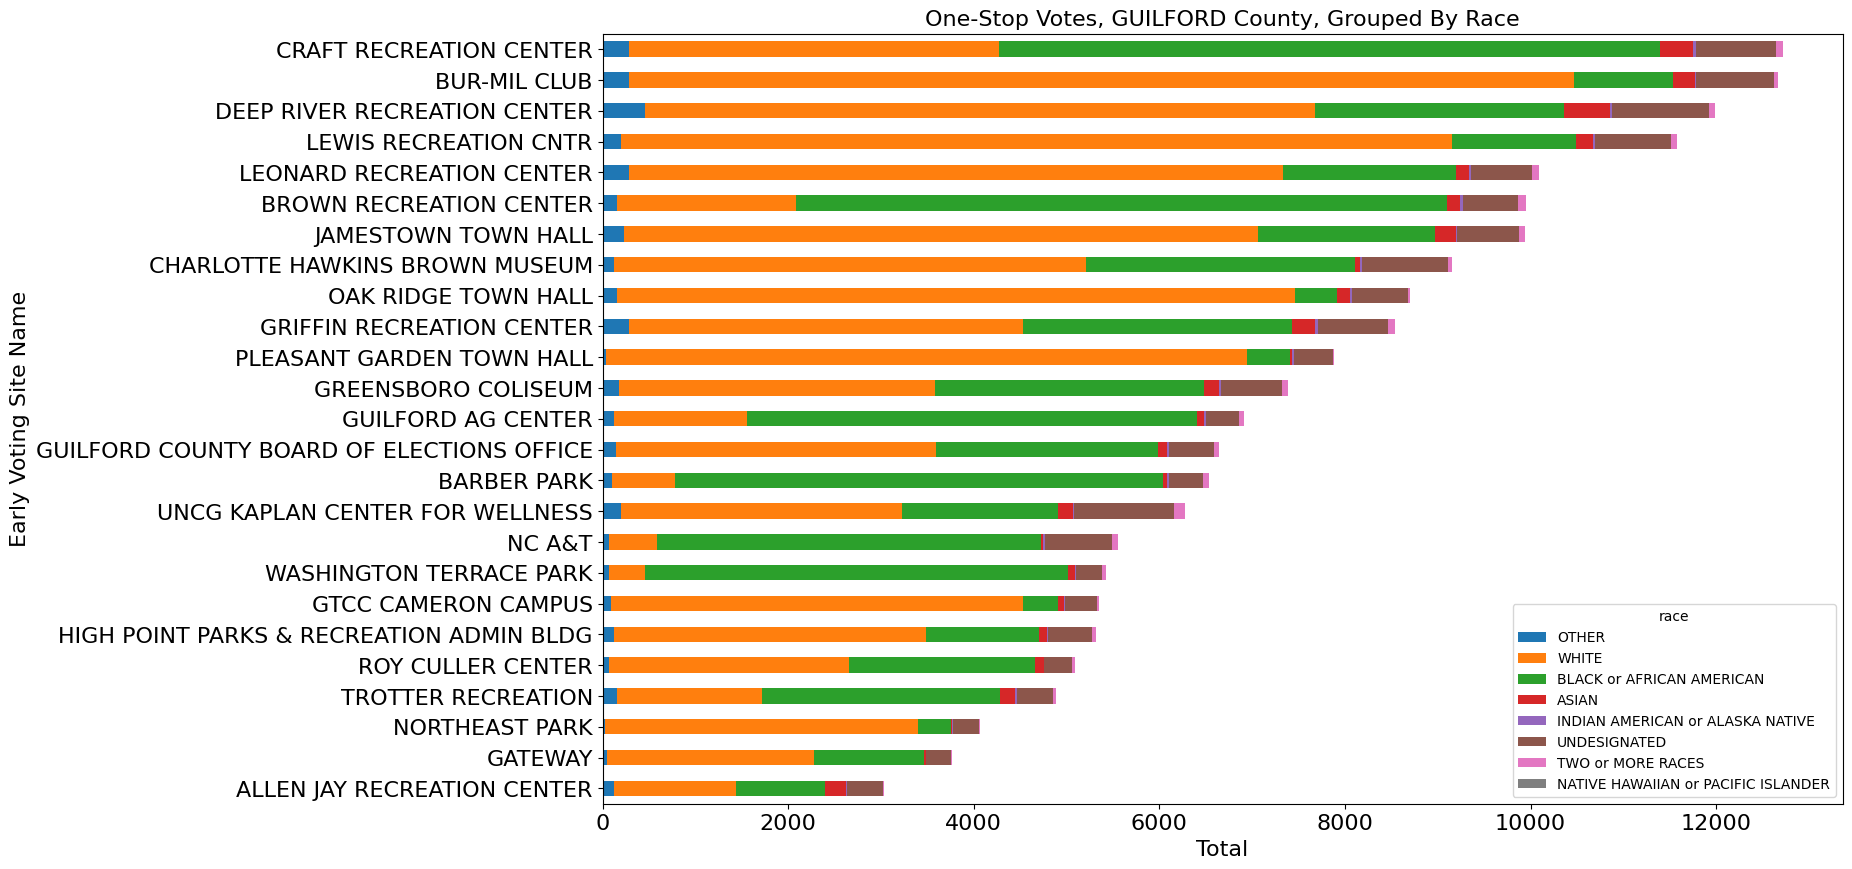 One-Stop Votes, GUILFORD County, Grouped By Race
Early Voting Site Name
CRAFT RECREATION CENTER
BUR-MIL CLUB
DEEP RIVER RECREATION CENTER
LEWIS RECREATION CNTR
LEONARD RECREATION CENTER
BROWN RECREATION CENTER
JAMESTOWN TOWN HALL
CHARLOTTE HAWKINS BROWN MUSEUM
OAK RIDGE TOWN HALL
GRIFFIN RECREATION CENTER
PLEASANT GARDEN TOWN HALL
GREENSBORO COLISEUM
GUILFORD AG CENTER
GUILFORD COUNTY BOARD OF ELECTIONS OFFICE
BARBER PARK
UNCG KAPLAN CENTER FOR WELLNESS
NC A&T
WASHINGTON TERRACE PARK
GTCC CAMERON CAMPUS
HIGH POINT PARKS & RECREATION ADMIN BLDG
ROY CULLER CENTER
TROTTER RECREATION
NORTHEAST PARK
GATEWAY
ALLEN JAY RECREATION CENTER
race
OTHER
WHITE
BLACK or AFRICAN AMERICAN
ASIAN
INDIAN AMERICAN or ALASKA NATIVE
UNDESIGNATED
TWO or MORE RACES
NATIVE HAWAIIAN or PACIFIC ISLANDER
0 2000 4000 6000 8000 10000 12000
Total